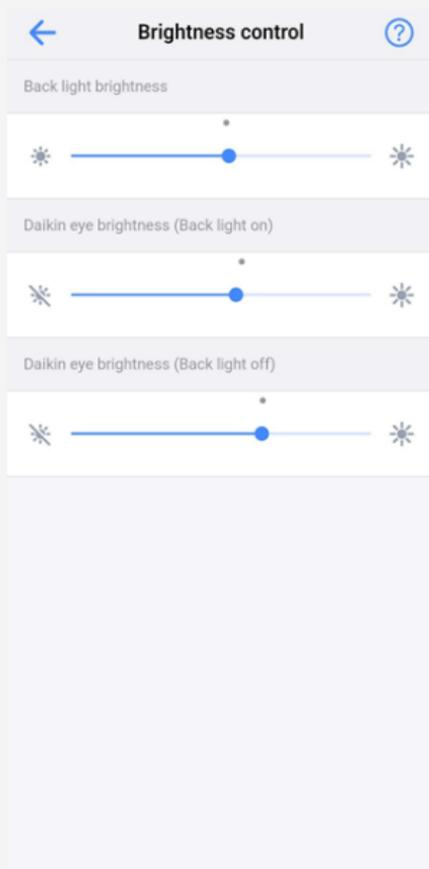 Brightness control
?
Back light brightness
Daikin eye brightness (Back light on)
Daikin eye brightness (Back light off)